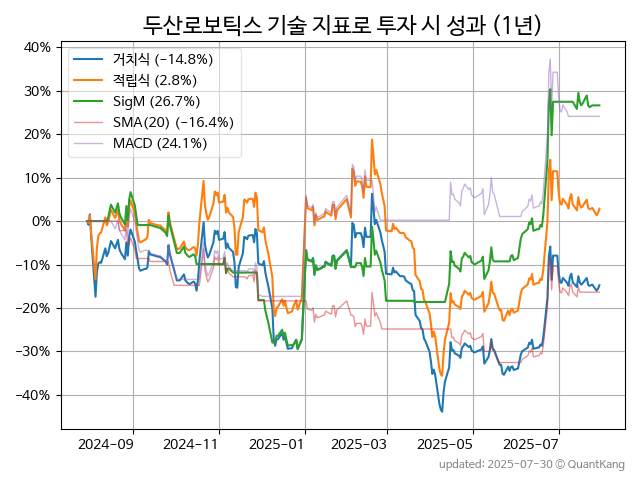 두산로보틱스 기술 지표로 투자 시 성과 (1년)
40%
30%
20%
10%
0%
−10%
−20%
−30%
−40%
거치식 (−14.8%)
적립식 (2.8%)
SigM (26.7%)
SMA(20) (−16.4%)
MACD (24.1%)
2024-09 2024-11 2025-01 2025-03 2025-05 2025-07
updated: 2025-07-30 © QuantKang